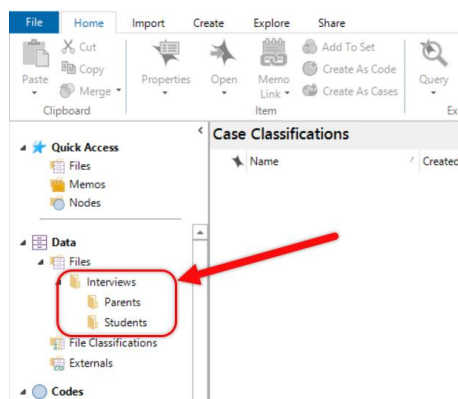 File Home Import Create Explore Share
Cut
Copy
Merge
Paste
Clipboard
Properties
Open
Memo
Link
Add To Set
Create As Code
Create As Cases
Item
Query
Ex
Quick Access
Files
Memos
Nodes
Data
Files
Interviews
Parents
Students
File Classifications
Externals
Codes
Case Classifications
Name Created